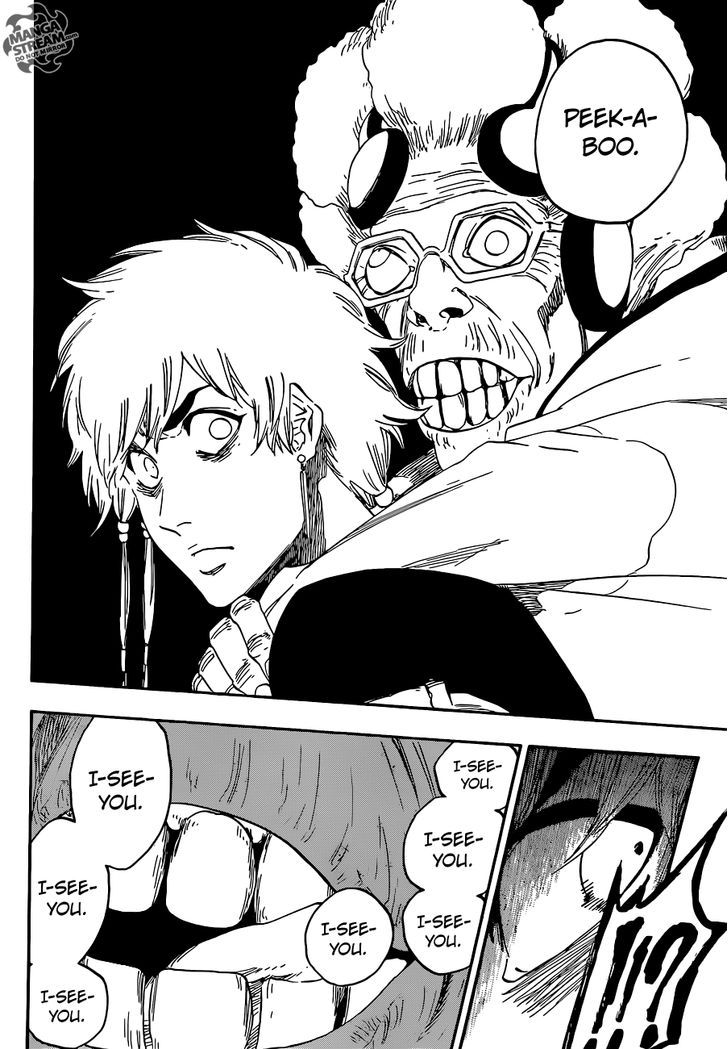 MANGA
STREAM.com
DO NOT MIRROR
PEEK-A-
BOO.
!!?
I-SEE-
YOU.
I-SEE-
YOU.
I-SEE-
YOU.
I-SEE-
YOU.
I-SEE-
YOU.
I-SEE-
YOU.
I-SEE-
YOU.